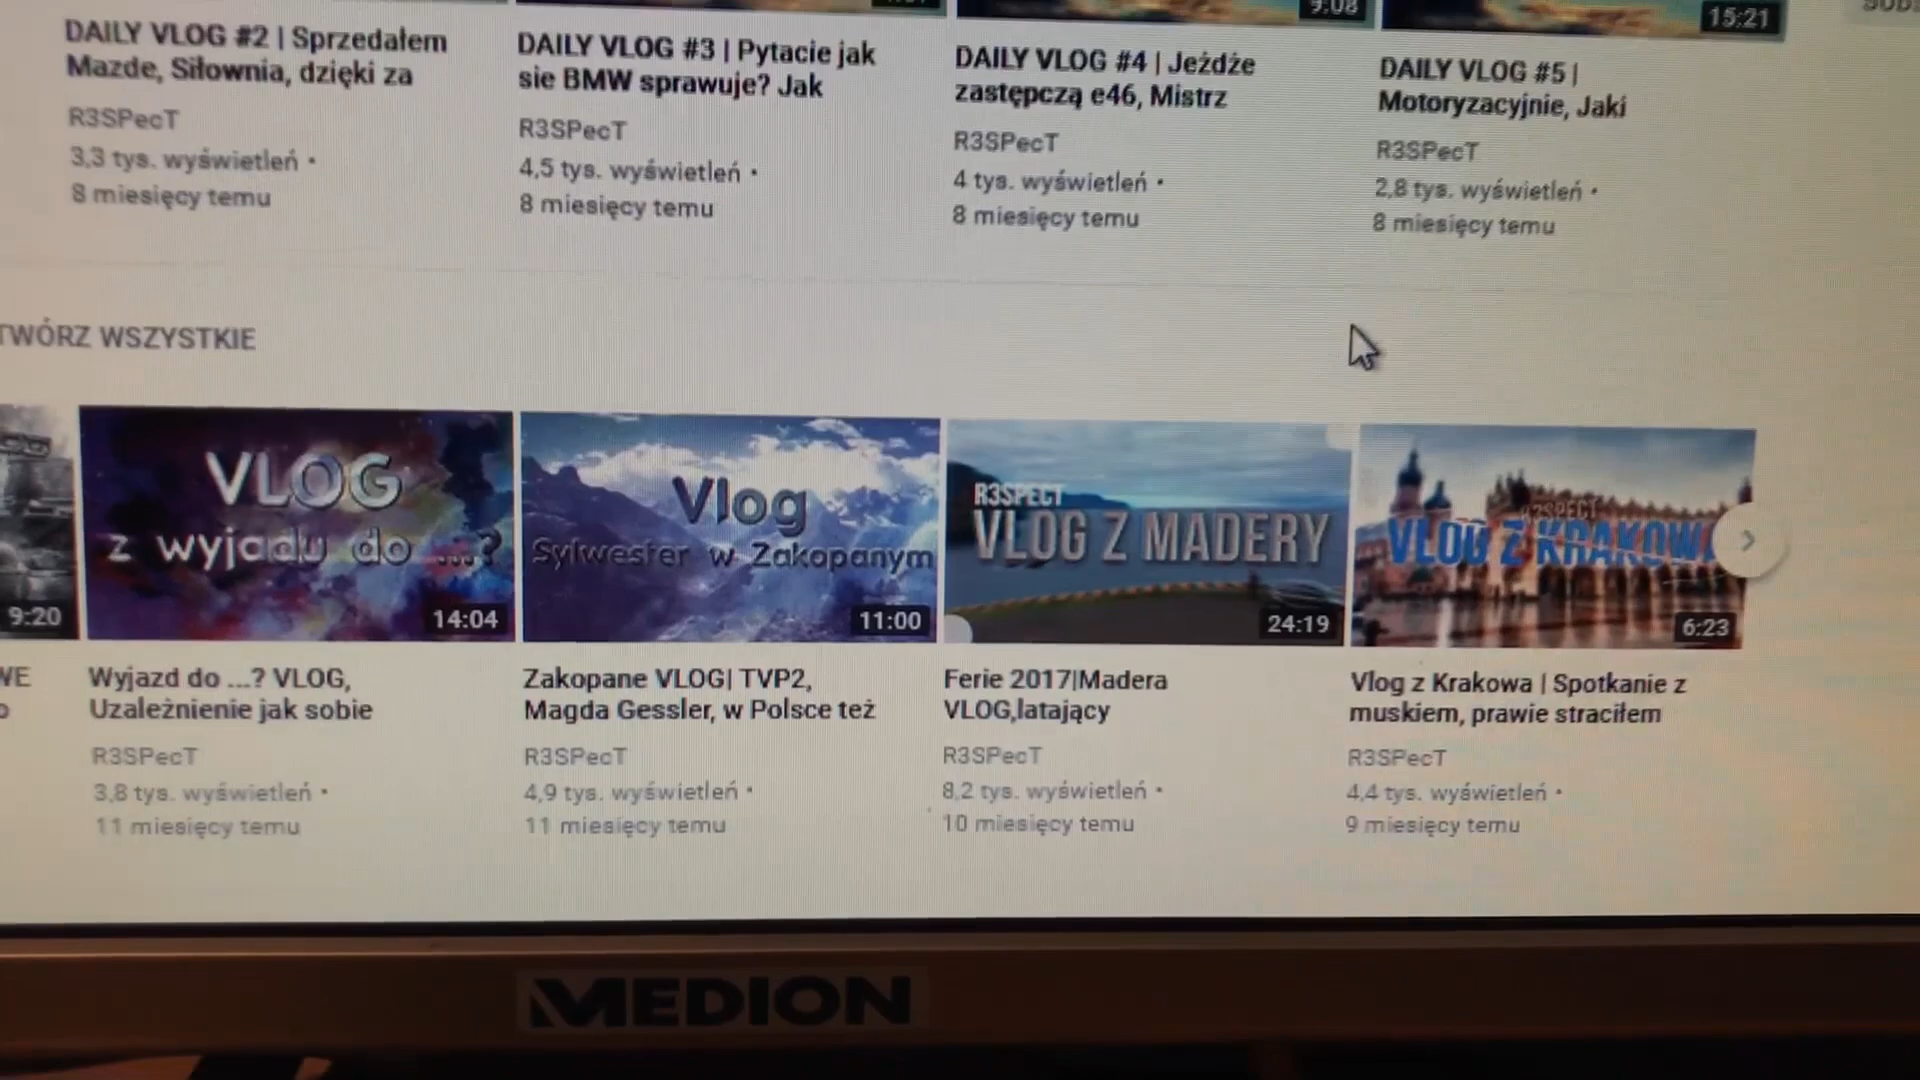 9:08
15:21
DAILY VLOG #2 | Sprzedałem
Mazde, Siłownia, dzięki za
R3SPecT
3,3 tys. wyświetleń •
8 miesięcy temu
DAILY VLOG #3 | Pytacie jak
sie BMW sprawuje? Jak
R3SPecT
4,5 tys. wyświetleń •
8 miesięcy temu
DAILY VLOG #4 | Jeżdże
zastępczą e46, Mistrz
R3SPecT
4 tys. wyświetleń •
8 miesięcy temu
DAILY VLOG #5 |
Motoryzacyjnie, Jaki
R3SPecT
2,8 tys. wyświetleń •
8 miesięcy temu
TWÓRZ WSZYSTKIE
9:20
VLOG
z wyjadu do ...?
14:04
Vlog
Sylwester w Zakopanym
11:00
R3SPECT
VLOG Z MADERY
24:19
R3SPECT
VLOG Z KRAKOWA
6:23
WE
Wyjazd do ...? VLOG,
Uzależnienie jak sobie
R3SPecT
3,8 tys. wyświetleń •
11 miesięcy temu
Zakopane VLOG| TVP2,
Magda Gessler, w Polsce też
R3SPecT
4,9 tys. wyświetleń •
11 miesięcy temu
Ferie 2017|Madera
VLOG,latający
R3SPecT
8,2 tys. wyświetleń •
10 miesięcy temu
Vlog z Krakowa | Spotkanie z
muskiem, prawie straciłem
R3SPecT
4,4 tys. wyświetleń •
9 miesięcy temu
MEDION